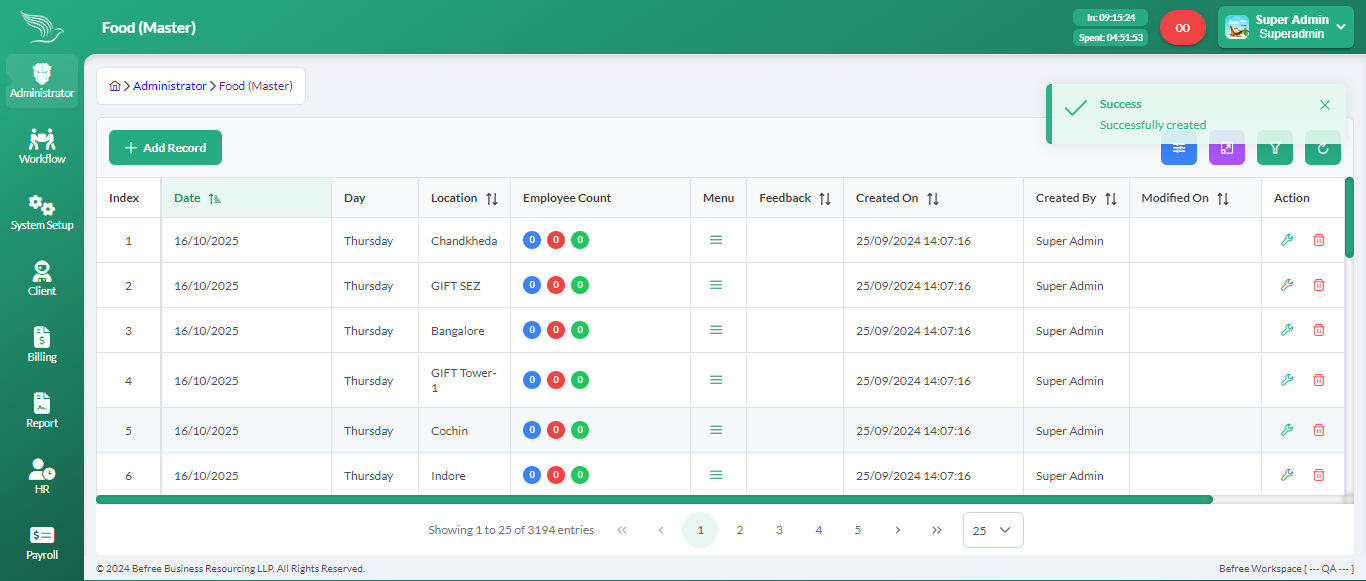 Food (Master)
In: 09:15:24
Spent: 04:51:53
00
Super Admin
Superadmin
Administrator
Workflow
System Setup
Client
Billing
Report
HR
Payroll
Administrator Food (Master)
Success
Successfully created
Add Record
Index Date Day Location Employee Count Menu Feedback Created On Created By Modified On Action
1 16/10/2025 Thursday Chandkheda 0 0 0 25/09/2024 14:07:16 Super Admin
2 16/10/2025 Thursday GIFT SEZ 0 0 0 25/09/2024 14:07:16 Super Admin
3 16/10/2025 Thursday Bangalore 0 0 0 25/09/2024 14:07:16 Super Admin
4 16/10/2025 Thursday GIFT Tower-
1 0 0 0 25/09/2024 14:07:16 Super Admin
5 16/10/2025 Thursday Cochin 0 0 0 25/09/2024 14:07:16 Super Admin
6 16/10/2025 Thursday Indore 0 0 0 25/09/2024 14:07:16 Super Admin
Showing 1 to 25 of 3194 entries « ‹ 1 2 3 4 5 › » 25
© 2024 Befree Business Resourcing LLP. All Rights Reserved.
Befree Workspace [ --- QA --- ]